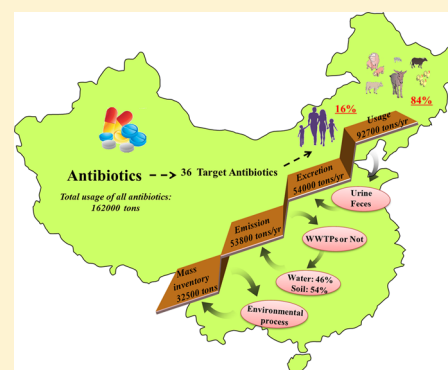 16%
84%
Usage
92700 tons/yr
Antibiotics
36 Target Antibiotics
Total usage of all antibiotics:
162000 tons
Excretion
54000 tons/yr
Urine
Feces
Emission
53800 tons/yr
WWTPs or Not
Mass
inventory
32500 tons
Water: 46%
Soil: 54%
Environmental
process